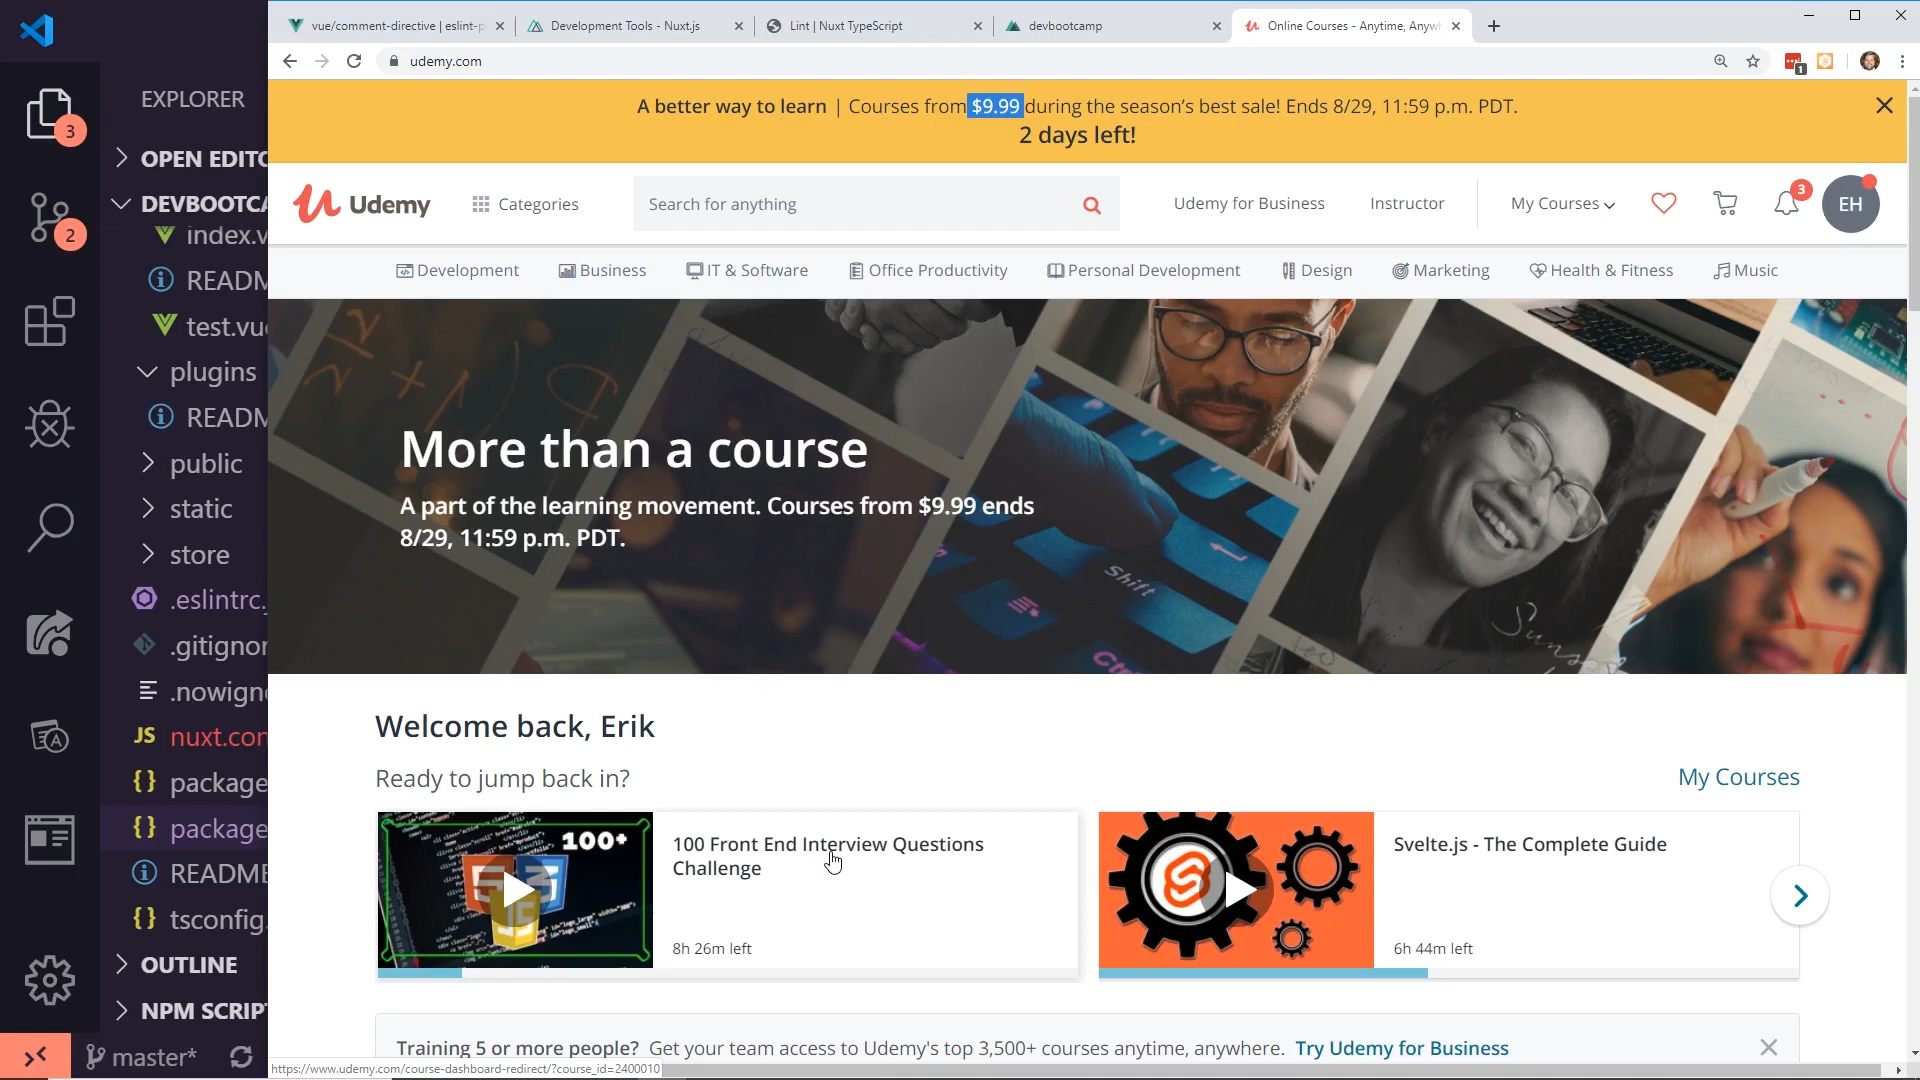 vue/comment-directive | eslint-p
Development Tools - Nuxt.js
Lint | Nuxt TypeScript
devbootcamp
Online Courses - Anytime, Anyw
udemy.com
1
EXPLORER
3
2
OPEN EDITO
DEVBOOTCA
index.v
READM
test.vu
plugins
READM
public
static
store
.eslintrc.
.gitignor
.nowign
JS nuxt.con
{} package
{} package
README
{} tsconfig.
OUTLINE
NPM SCRIP
master*
A better way to learn | Courses from $9.99 during the season's best sale! Ends 8/29, 11:59 p.m. PDT.
2 days left!
Udemy
Categories
Search for anything
Udemy for Business
Instructor
My Courses
3
EH
Development
Business
IT & Software
Office Productivity
Personal Development
Design
Marketing
Health & Fitness
Music
Shift
Ctr
More than a course
A part of the learning movement. Courses from $9.99 ends
8/29, 11:59 p.m. PDT.
Welcome back, Erik
Ready to jump back in?
My Courses
100+
100 Front End Interview Questions
Challenge
8h 26m left
Svelte.js - The Complete Guide
6h 44m left
Training 5 or more people? Get your team access to Udemy's top 3,500+ courses anytime, anywhere. Try Udemy for Business
https://www.udemy.com/course-dashboard-redirect/?course_id=2400010